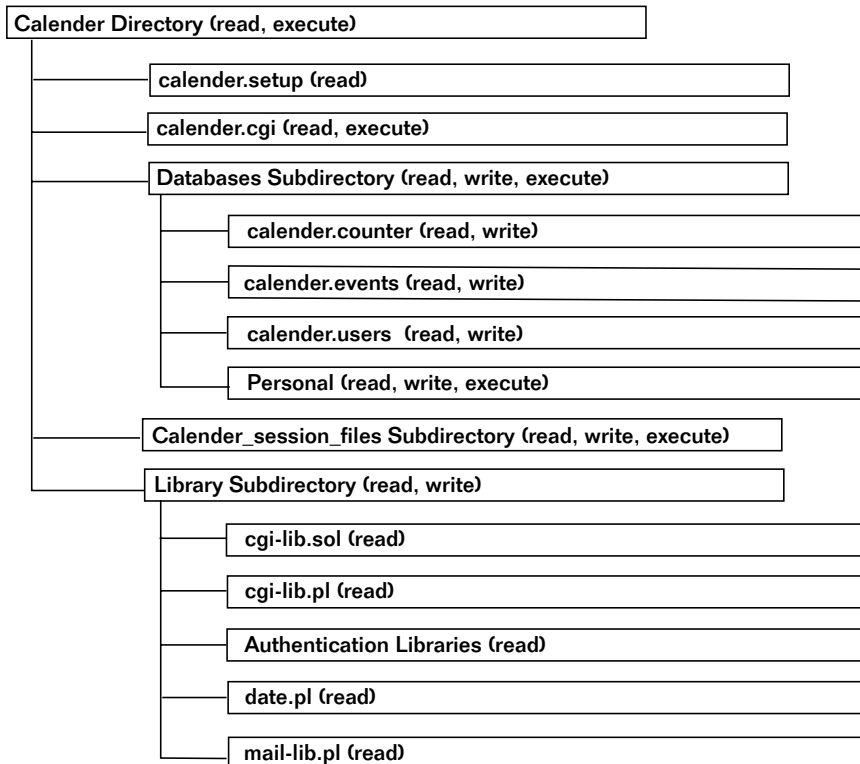 Calender Directory (read, execute)
calender.setup (read)
calender.cgi (read, execute)
Databases Subdirectory (read, write, execute)
calender.counter (read, write)
calender.events (read, write)
calender.users (read, write)
Personal (read, write, execute)
Calender_session_files Subdirectory (read, write, execute)
Library Subdirectory (read, write)
cgi-lib.sol (read)
cgi-lib.pl (read)
Authentication Libraries (read)
date.pl (read)
mail-lib.pl (read)